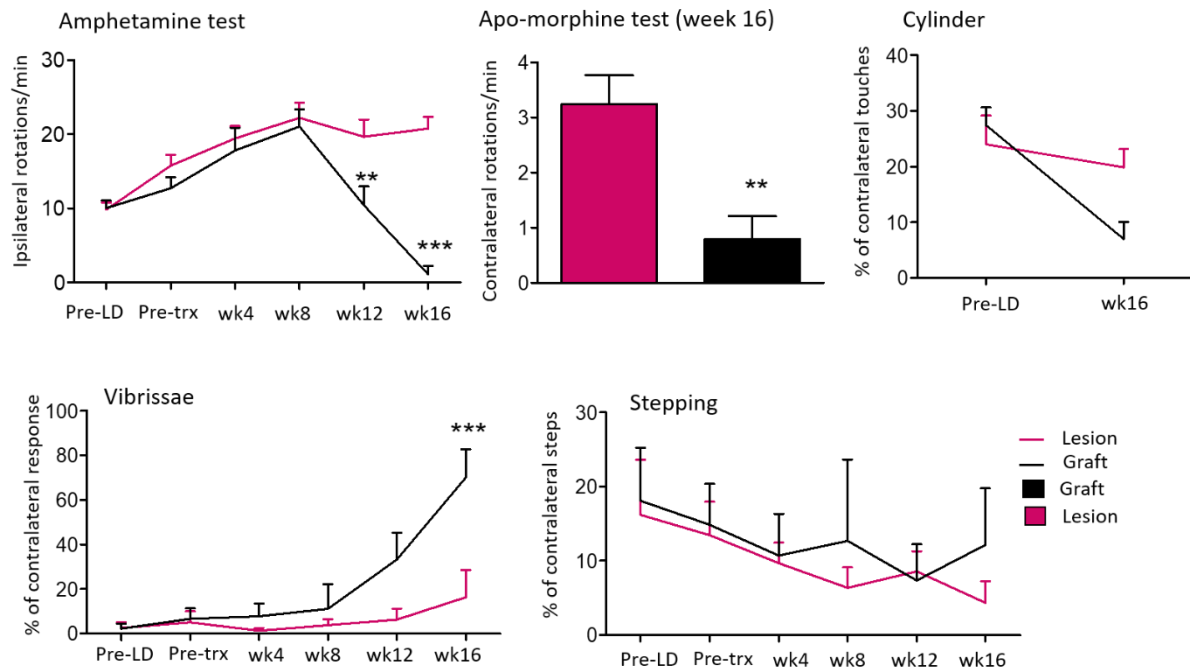 Amphetamine test
Ipsilateral rotations/min
30
20
10
0
**
***
Pre-LD Pre-trx wk4 wk8 wk12 wk16
Apo-morphine test (week 16)
Contralateral rotations/min
4
3
2
1
0
**
Cylinder
% of contralateral touches
40
30
20
10
0
Pre-LD wk16
Vibrissae
% of contralateral response
100
80
60
40
20
0
***
Pre-LD Pre-trx wk4 wk8 wk12 wk16
Stepping
% of contralateral steps
30
20
10
0
Pre-LD Pre-trx wk4 wk8 wk12 wk16
Lesion
Graft
Graft
Lesion